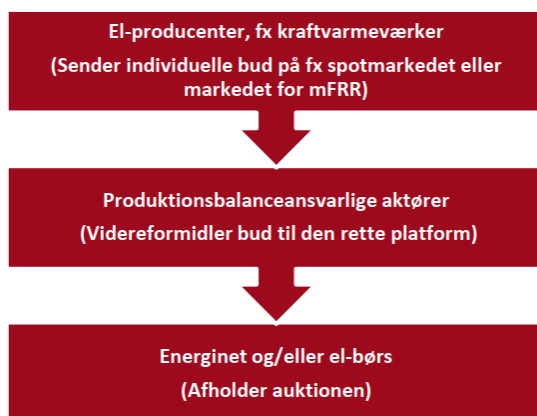 El-producenter, fx kraftvarmeværker
(Sender individuelle bud på fx spotmarkedet eller
markedet for mFRR)
Produktionsbalanceansvarlige aktører
(Videreformidler bud til den rette platform)
Energinet og/eller el-børs
(Afholder auktionen)